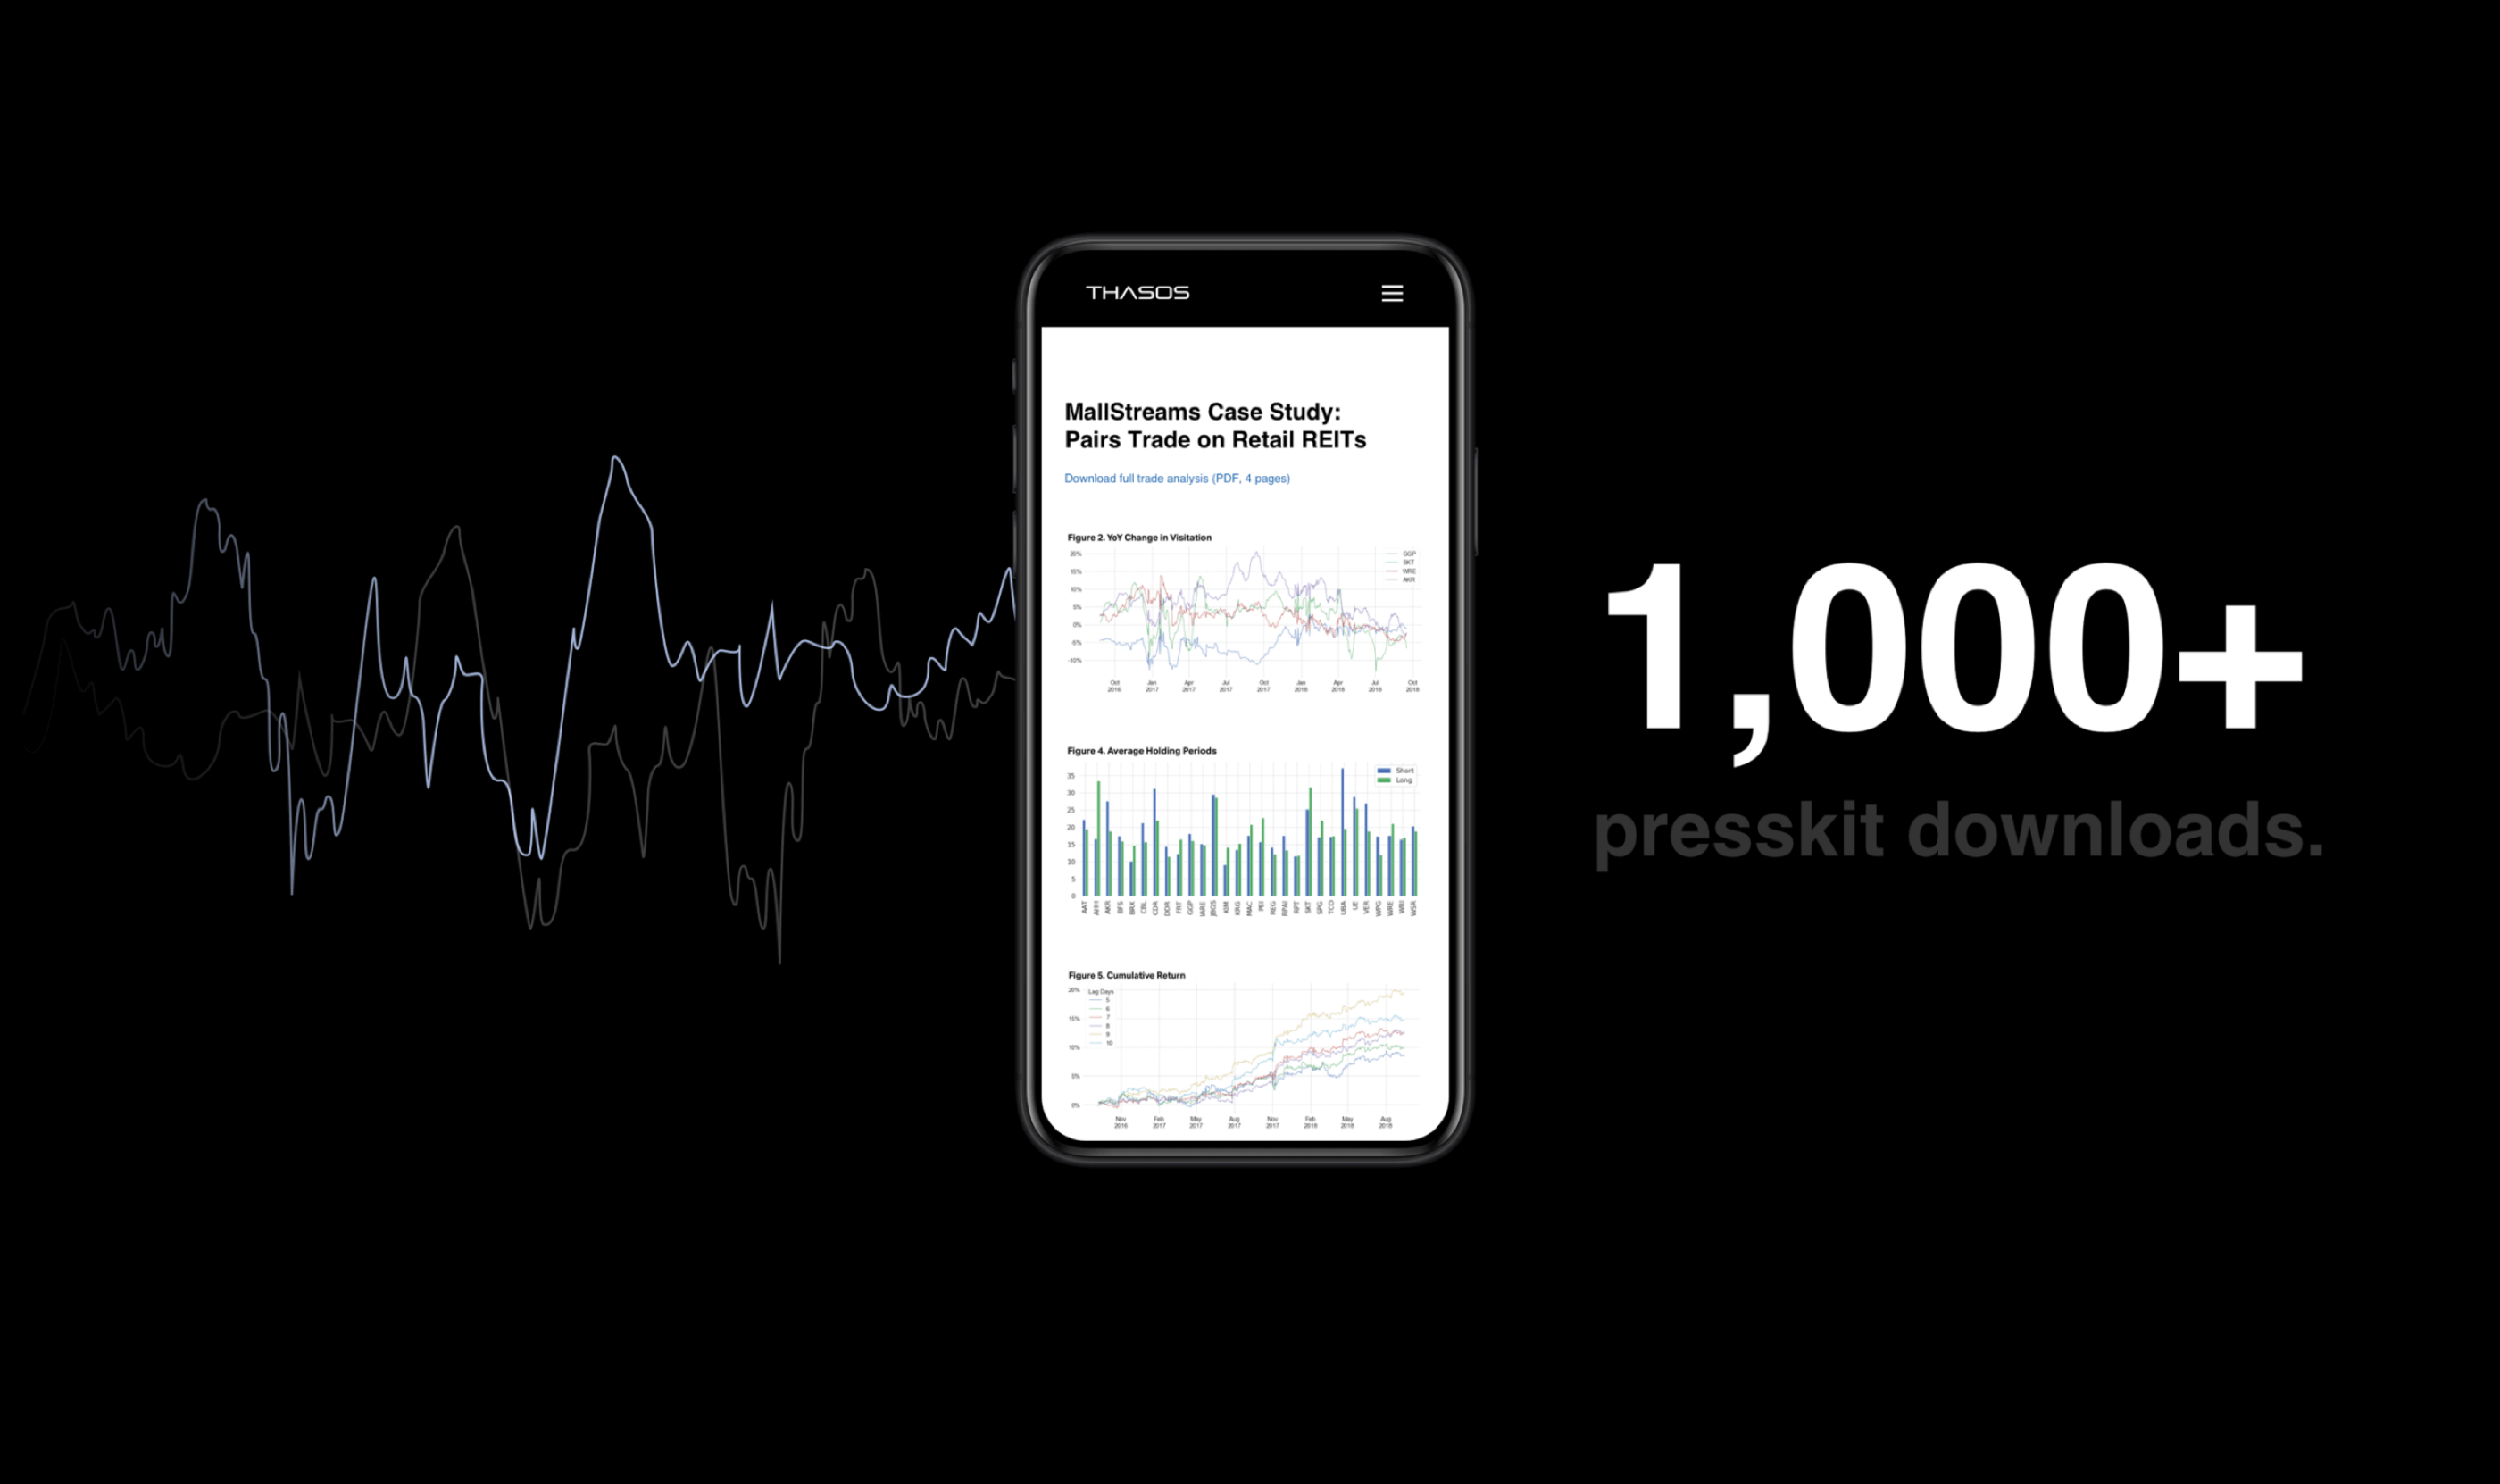 THASOS
MallStreams Case Study:
Pairs Trade on Retail REITs
Download full trade analysis (PDF, 4 pages)
Figure 2. YoY Change in Visitation
20%
15%
10%
5%
0%
-5%
-10%
GGP
SKT
WRE
AKR
Oct Jan Apr Jul Oct Jan Apr Jul Oct
2016 2017 2017 2017 2017 2018 2018 2018 2018
Figure 4. Average Holding Periods
Short
Long
35
30
25
20
15
10
5
0
AAT AHH AKR BFS BRX CBL CDR DDR FRT GGP IARE JBGS KIM KRG MAC PEI REG RPAI RPT SKT SPG TCO UBA UE VER WPG WRE WRI WSR
Figure 5. Cumulative Return
20%
15%
10%
5%
0%
Lag Days
5
6
7
8
9
10
Nov Feb May Aug Nov Feb May Aug
2016 2017 2017 2017 2017 2018 2018 2018
1,000+
presskit downloads.